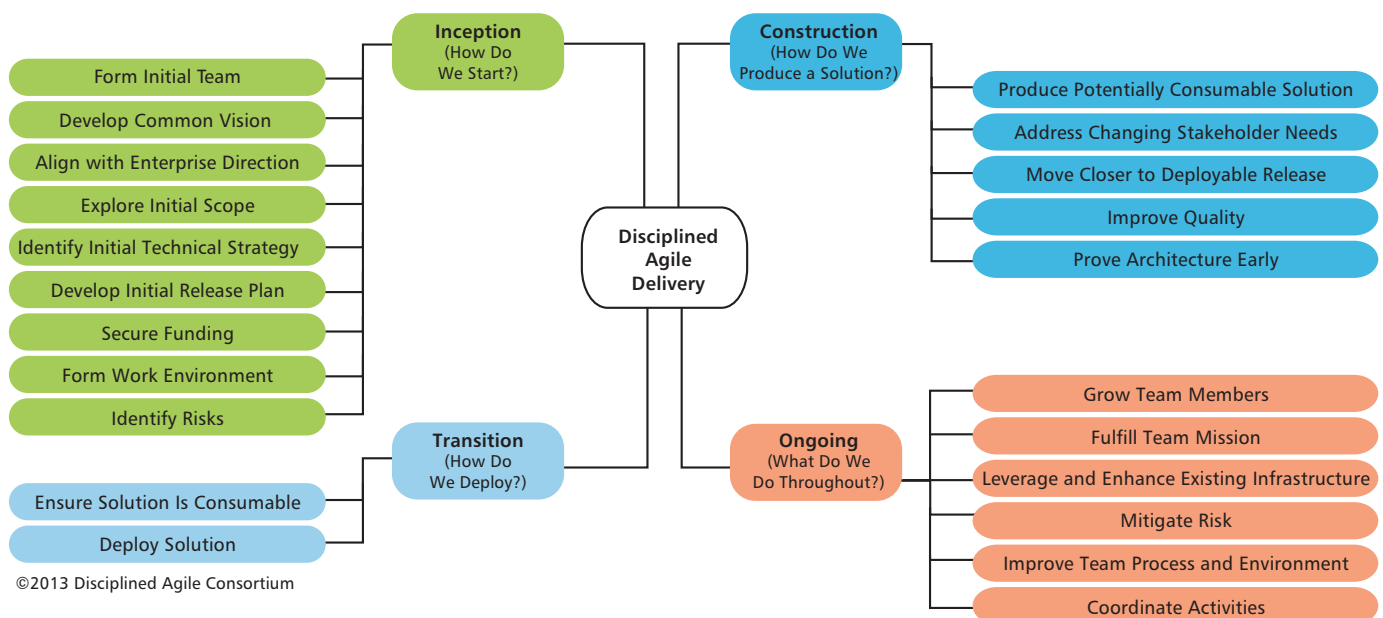 Inception
(How Do
We Start?)
Form Initial Team
Develop Common Vision
Align with Enterprise Direction
Explore Initial Scope
Identify Initial Technical Strategy
Develop Initial Release Plan
Secure Funding
Form Work Environment
Identify Risks
Construction
(How Do We
Produce a Solution?)
Produce Potentially Consumable Solution
Address Changing Stakeholder Needs
Move Closer to Deployable Release
Improve Quality
Prove Architecture Early
Disciplined
Agile
Delivery
Transition
(How Do
We Deploy?)
Ensure Solution Is Consumable
Deploy Solution
Ongoing
(What Do We
Do Throughout?)
Grow Team Members
Fulfill Team Mission
Leverage and Enhance Existing Infrastructure
Mitigate Risk
Improve Team Process and Environment
Coordinate Activities
©2013 Disciplined Agile Consortium